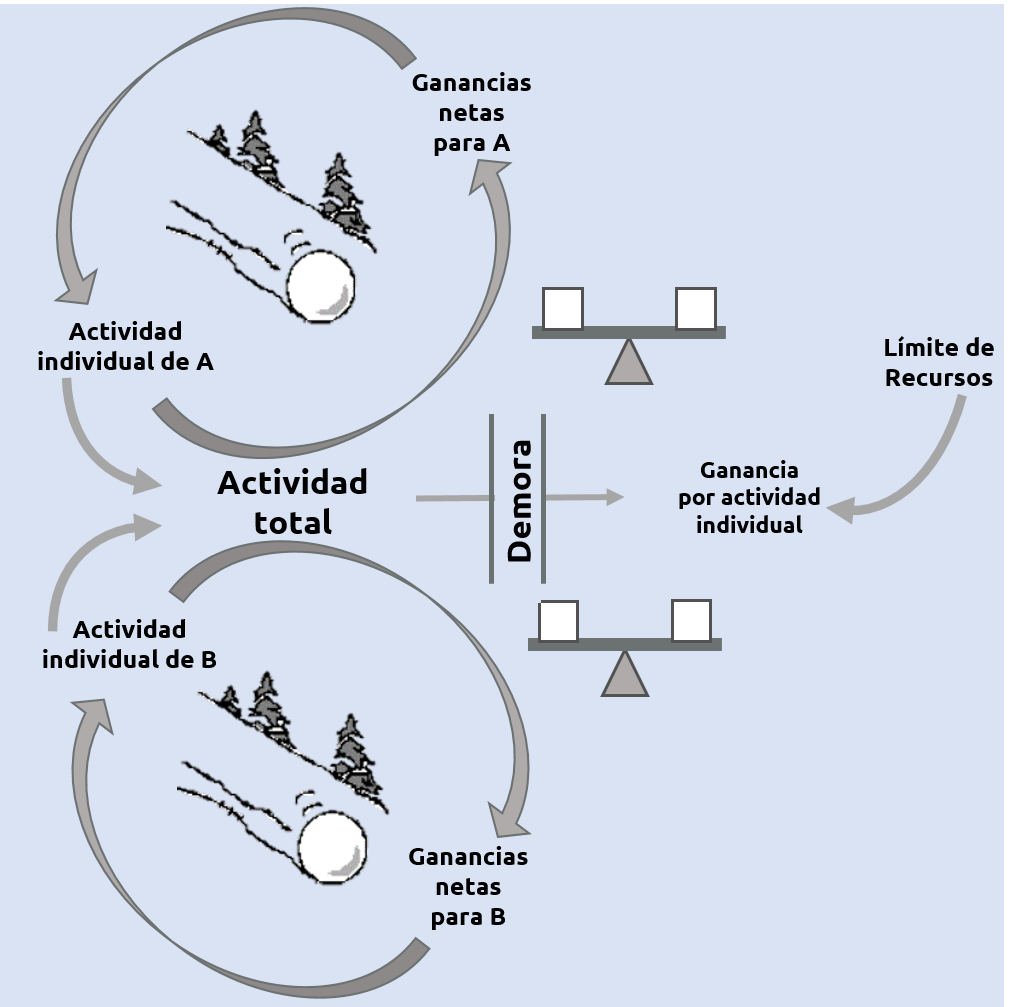 Ganancias
netas
para A
Actividad
individual de A
Límite de
Recursos
Actividad
total
Demora
Ganancia
por actividad
individual
Actividad
individual de B
Ganancias
netas
para B